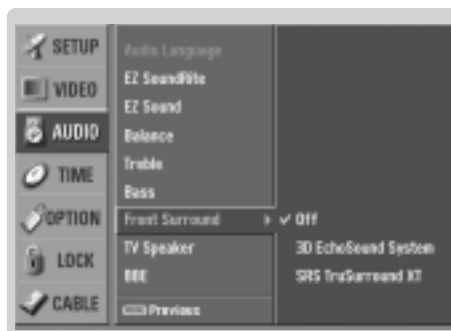 SETUP
VIDEO
AUDIO
TIME
OPTION
LOCK
CABLE
Audio Language
EZ SoundRite
EZ Sound
Balance
Treble
Bass
Front Surround
TV Speaker
BBE
Previous
Off
3D EchoSound System
SRS TruSurround XT